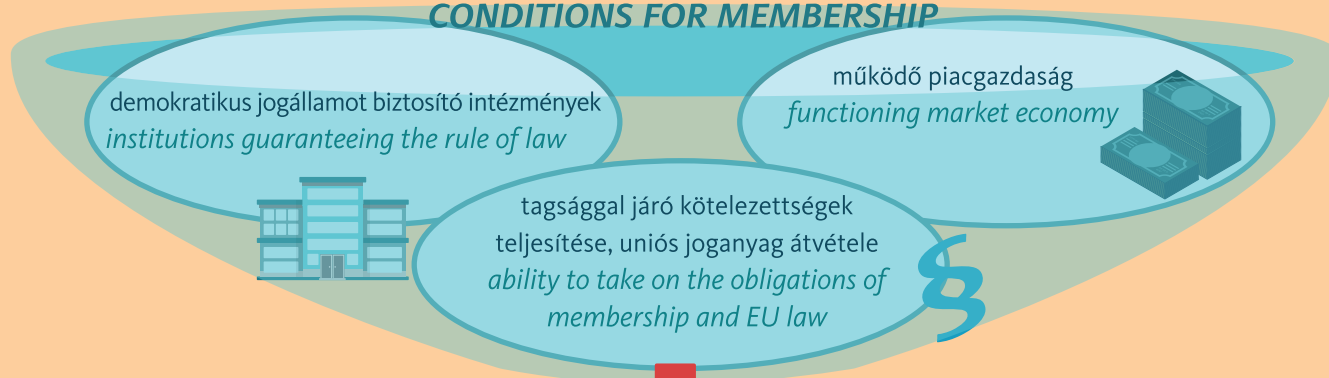 CONDITIONS FOR MEMBERSHIP
demokratikus jogállamot biztosító intézmények
institutions guaranteeing the rule of law
működő piacgazdaság
functioning market economy
tagsággal járó kötelezettségek
teljesítése, uniós joganyag átvétele
ability to take on the obligations of
membership and EU law
§